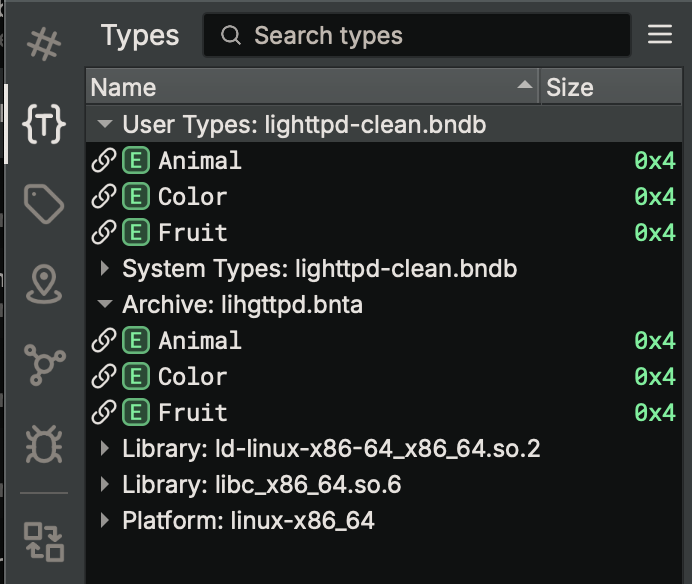 Types
Search types
Name Size
User Types: lighttpd-clean.bndb
E Animal 0x4
E Color 0x4
E Fruit 0x4
System Types: lighttpd-clean.bndb
Archive: lihgttpd.bnta
E Animal 0x4
E Color 0x4
E Fruit 0x4
Library: ld-linux-x86-64_x86_64.so.2
Library: libc_x86_64.so.6
Platform: linux-x86_64